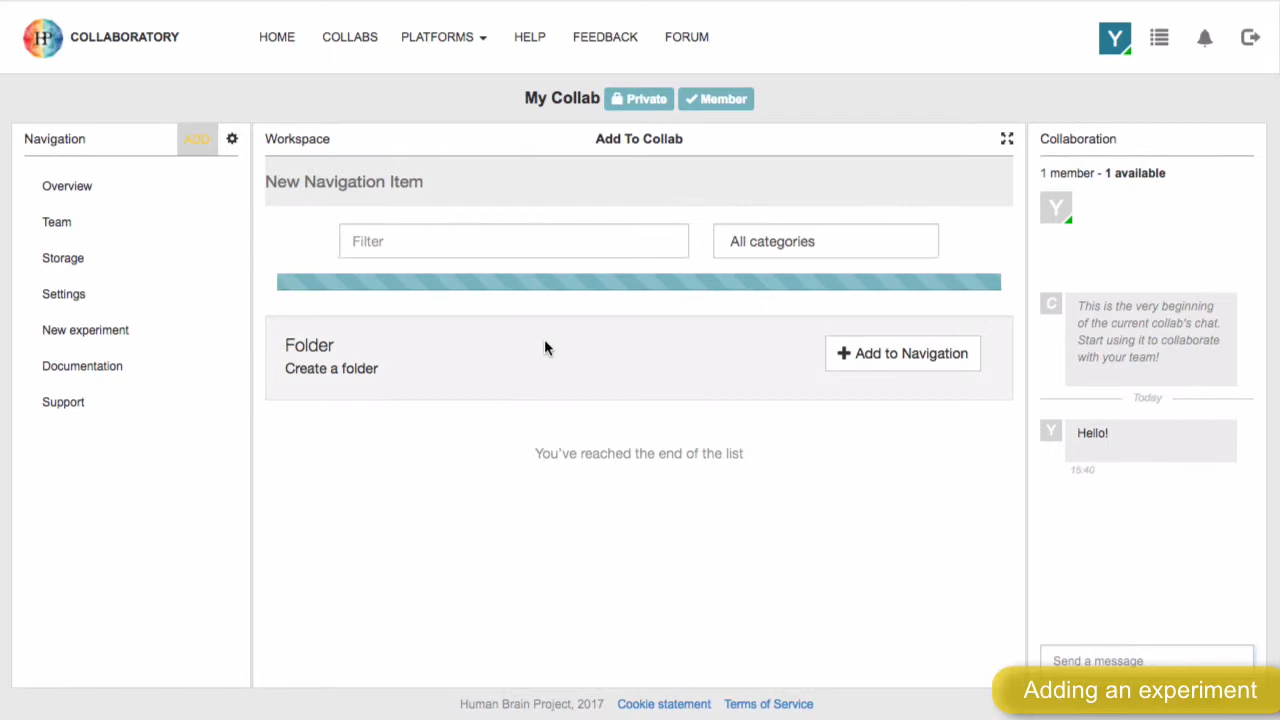 HP COLLABORATORY HOME COLLABS PLATFORMS HELP FEEDBACK FORUM Y
My Collab Private Member
Navigation ADD
Overview
Team
Storage
Settings
New experiment
Documentation
Support
Workspace Add To Collab
New Navigation Item
Filter All categories
Folder
Create a folder
Add to Navigation
You've reached the end of the list
Collaboration
1 member - 1 available
Y
C
This is the very beginning
of the current collab's chat.
Start using it to collaborate
with your team!
Today
Y
Hello!
15:40
Send a message
Adding an experiment
Human Brain Project, 2017 Cookie statement Terms of Service